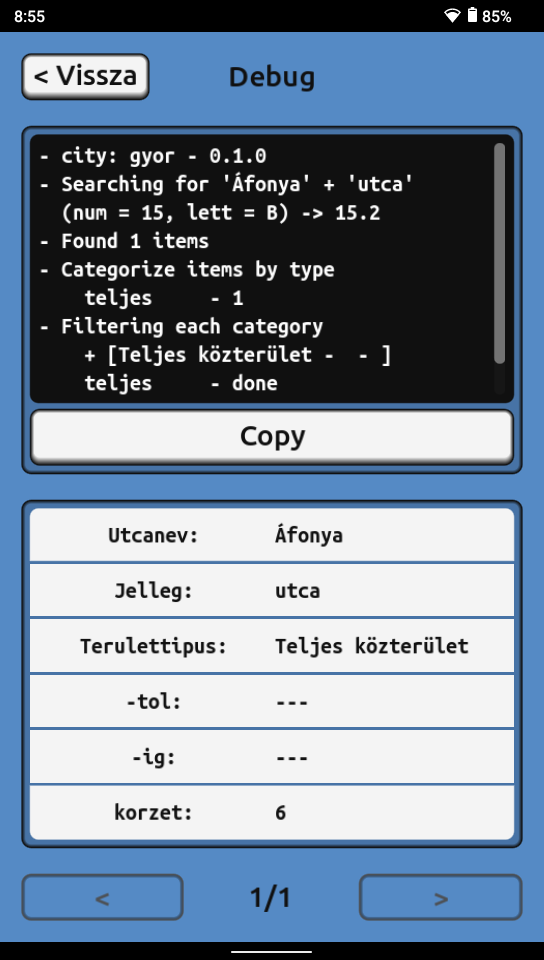 8:55
85%
< Vissza
Debug
- city: gyor - 0.1.0
- Searching for 'Áfonya' + 'utca'
(num = 15, lett = B) -> 15.2
- Found 1 items
- Categorize items by type
teljes - 1
- Filtering each category
+ [Teljes közterület - - ]
teljes - done
Copy
Utcanev: Áfonya
Jelleg: utca
Terulettipus: Teljes közterület
-tol: ---
-ig: ---
korzet: 6
< 1/1 >